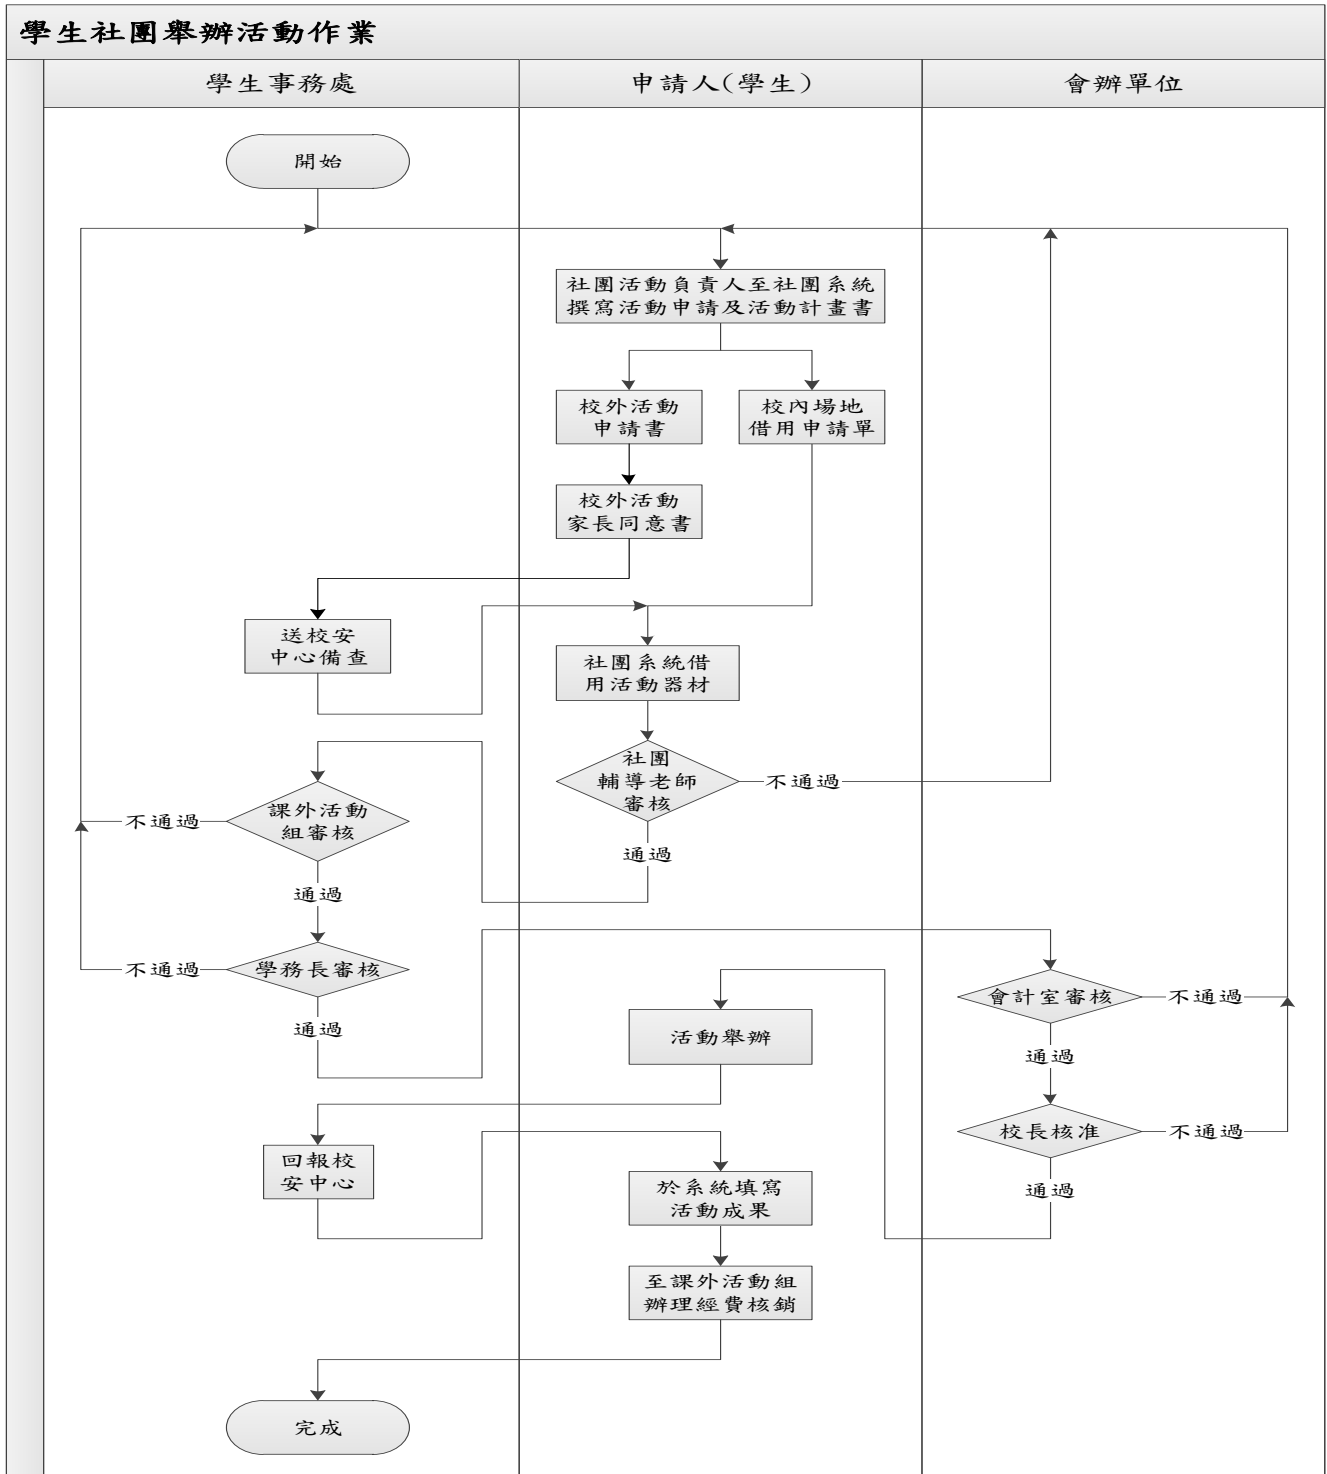 學生社團舉辦活動作業
學生事務處
申請人(學生)
會辦單位
開始
社團活動負責人至社團系統
撰寫活動申請及活動計畫書
校外活動
申請書
校內場地
借用申請單
校外活動
家長同意書
送校安
中心備查
社團系統借
用活動器材
社團
輔導老師
審核
不通過
通過
課外活動
組審核
不通過
通過
學務長審核
不通過
通過
會計室審核
不通過
通過
校長核准
不通過
通過
活動舉辦
回報校
安中心
於系統填寫
活動成果
至課外活動組
辦理經費核銷
完成